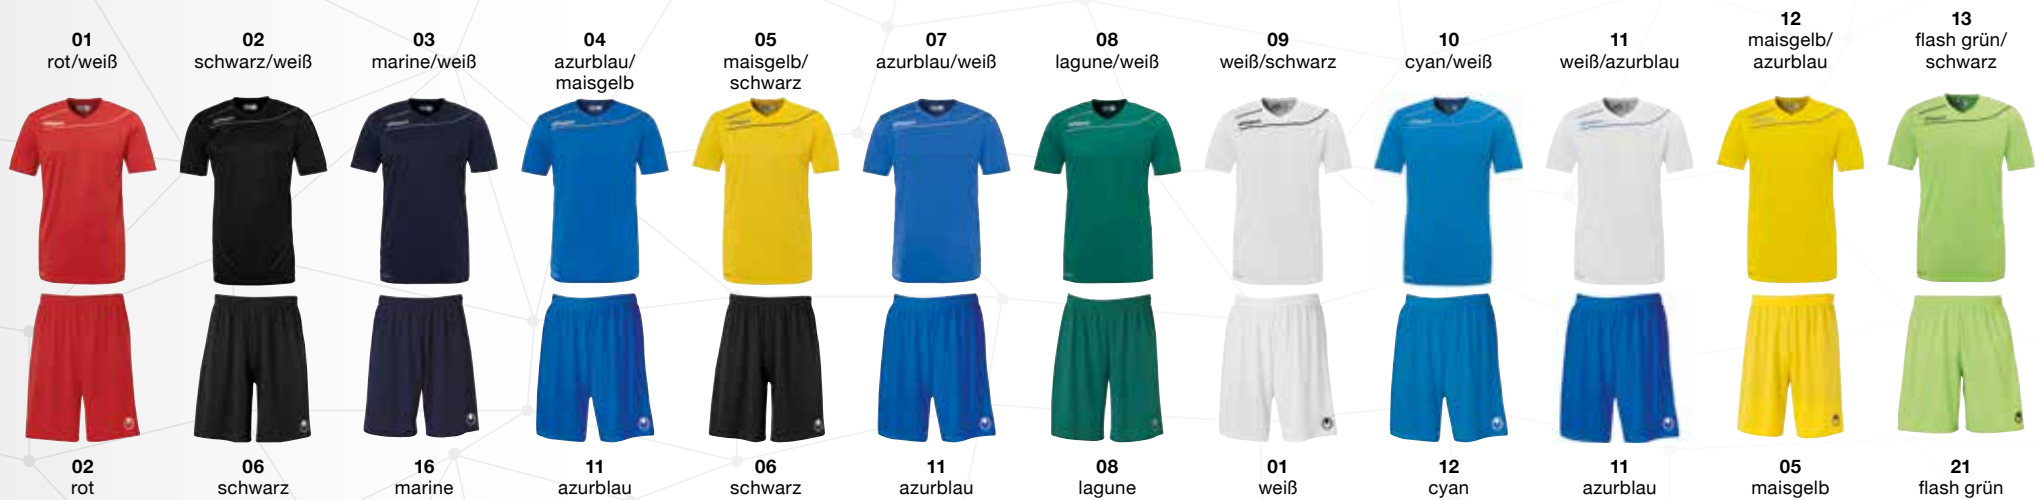 01
rot/weiß
02
schwarz/weiß
03
marine/weiß
04
azurblau/
maisgelb
05
maisgelb/
schwarz
07
azurblau/weiß
08
lagune/weiß
09
weiß/schwarz
10
cyan/weiß
11
weiß/azurblau
12
maisgelb/
azurblau
13
flash grün/
schwarz
02
rot
06
schwarz
16
marine
11
azurblau
06
schwarz
11
azurblau
08
lagune
01
weiß
12
cyan
11
azurblau
05
maisgelb
21
flash grün